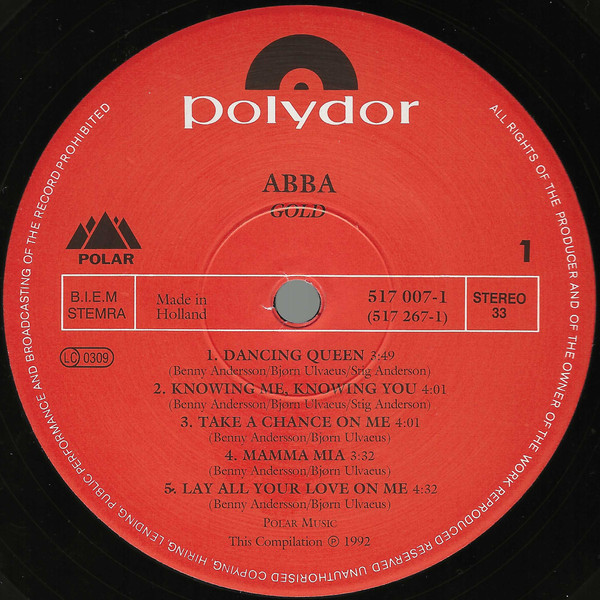 polydor
ABBA
GOLD
POLAR
1
B.I.E.M
STEMRA
Made in
Holland
517 007-1
(517 267-1)
STEREO
33
LC 0309
1. DANCING QUEEN 3:49
(Benny Andersson/Bjørn Ulvaeus/Stig Anderson)
2. KNOWING ME, KNOWING YOU 4:01
(Benny Andersson/Bjørn Ulvaeus/Stig Anderson)
3. TAKE A CHANCE ON ME 4:01
(Benny Andersson/Bjørn Ulvaeus)
4. MAMMA MIA 3:32
(Benny Andersson/Bjørn Ulvaeus)
5. LAY ALL YOUR LOVE ON ME 4:32
(Benny Andersson/Bjørn Ulvaeus)
POLAR MUSIC
This Compilation ℗ 1992
ALL RIGHTS OF THE PRODUCER AND OF THE OWNER OF THE WORK REPRODUCED RESERVED UNAUTHORISED COPYING, HIRING, LENDING, PUBLIC PERFORMANCE AND BROADCASTING OF THE RECORD PROHIBITED